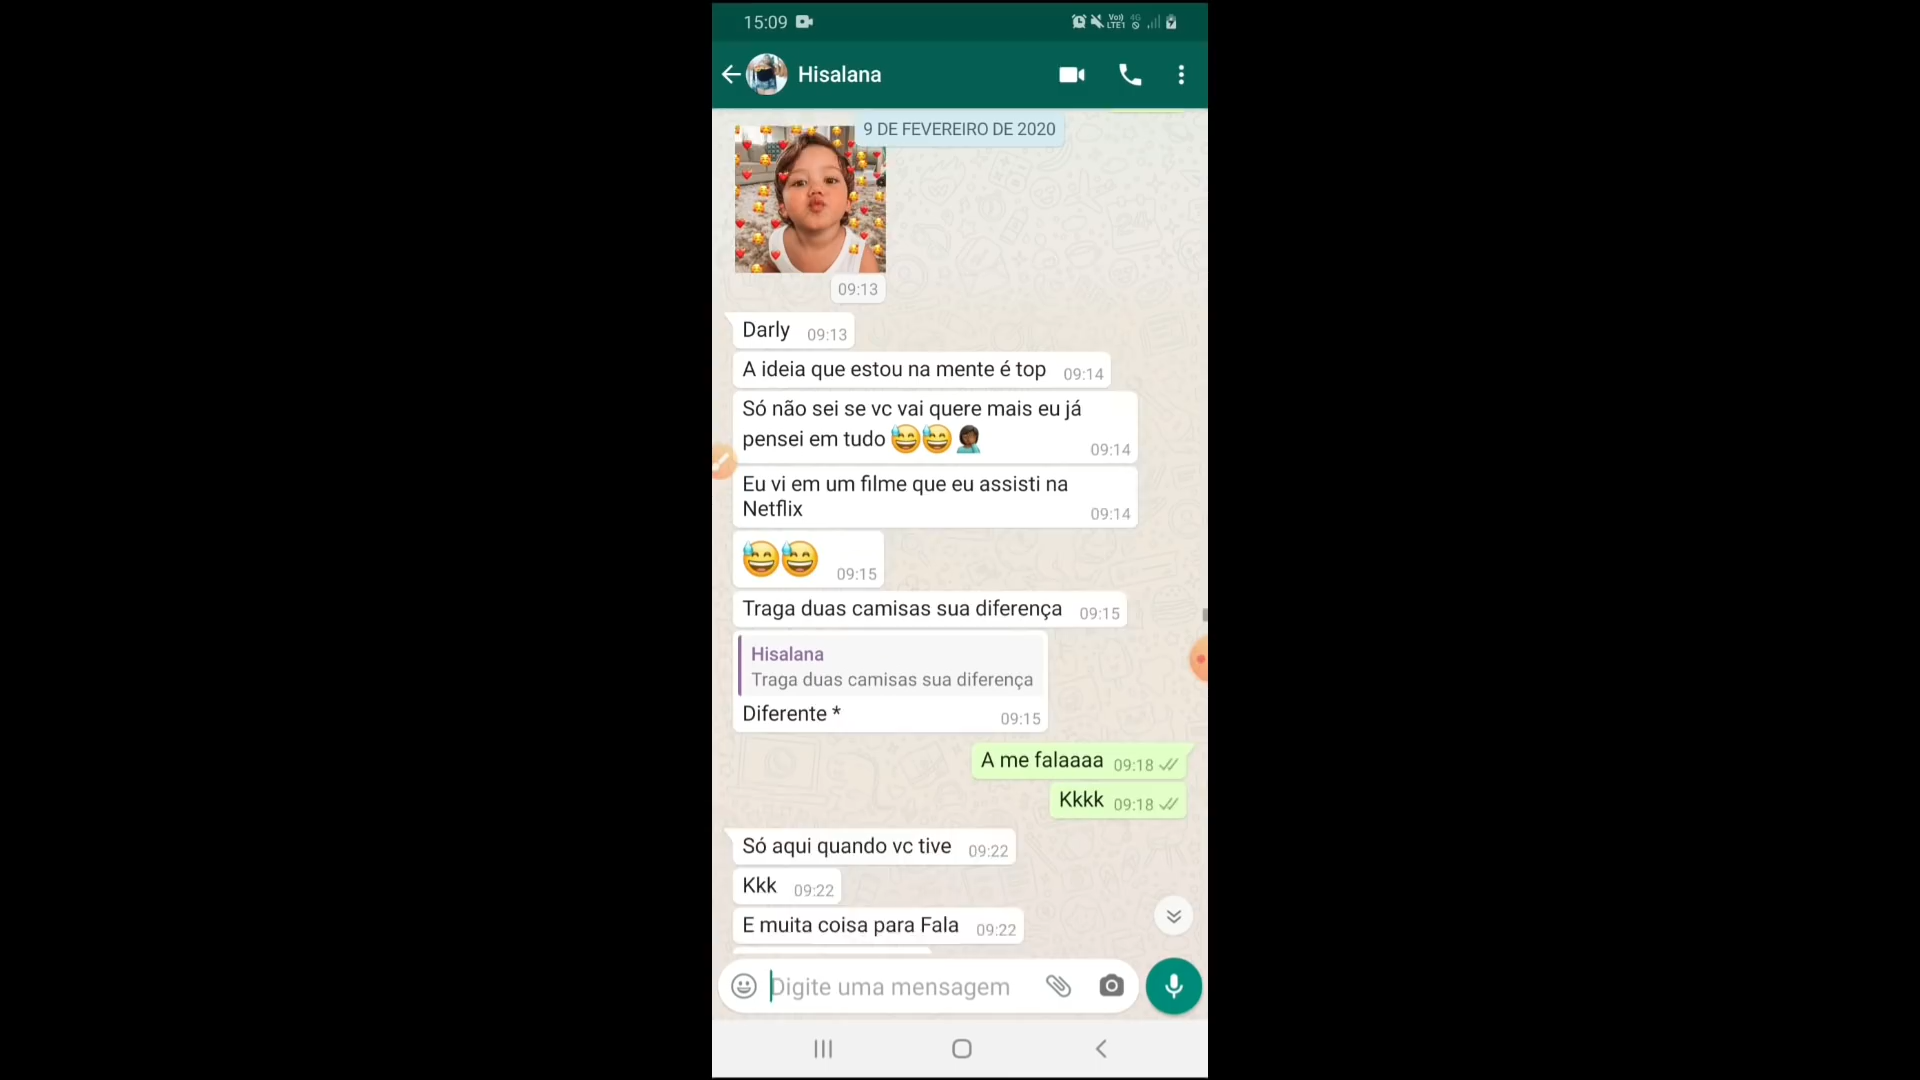 15:09
Vo))
LTE1
4G
Hisalana
9 DE FEVEREIRO DE 2020
09:13
Darly 09:13
A ideia que estou na mente é top 09:14
Só não sei se vc vai quere mais eu já
pensei em tudo 😅😅🤦🏾‍♀️ 09:14
Eu vi em um filme que eu assisti na
Netflix 09:14
😅😅 09:15
Traga duas camisas sua diferença 09:15
Hisalana
Traga duas camisas sua diferença
Diferente * 09:15
A me falaaaa 09:18
Kkkk 09:18
Só aqui quando vc tive 09:22
Kkk 09:22
E muita coisa para Fala 09:22
Digite uma mensagem